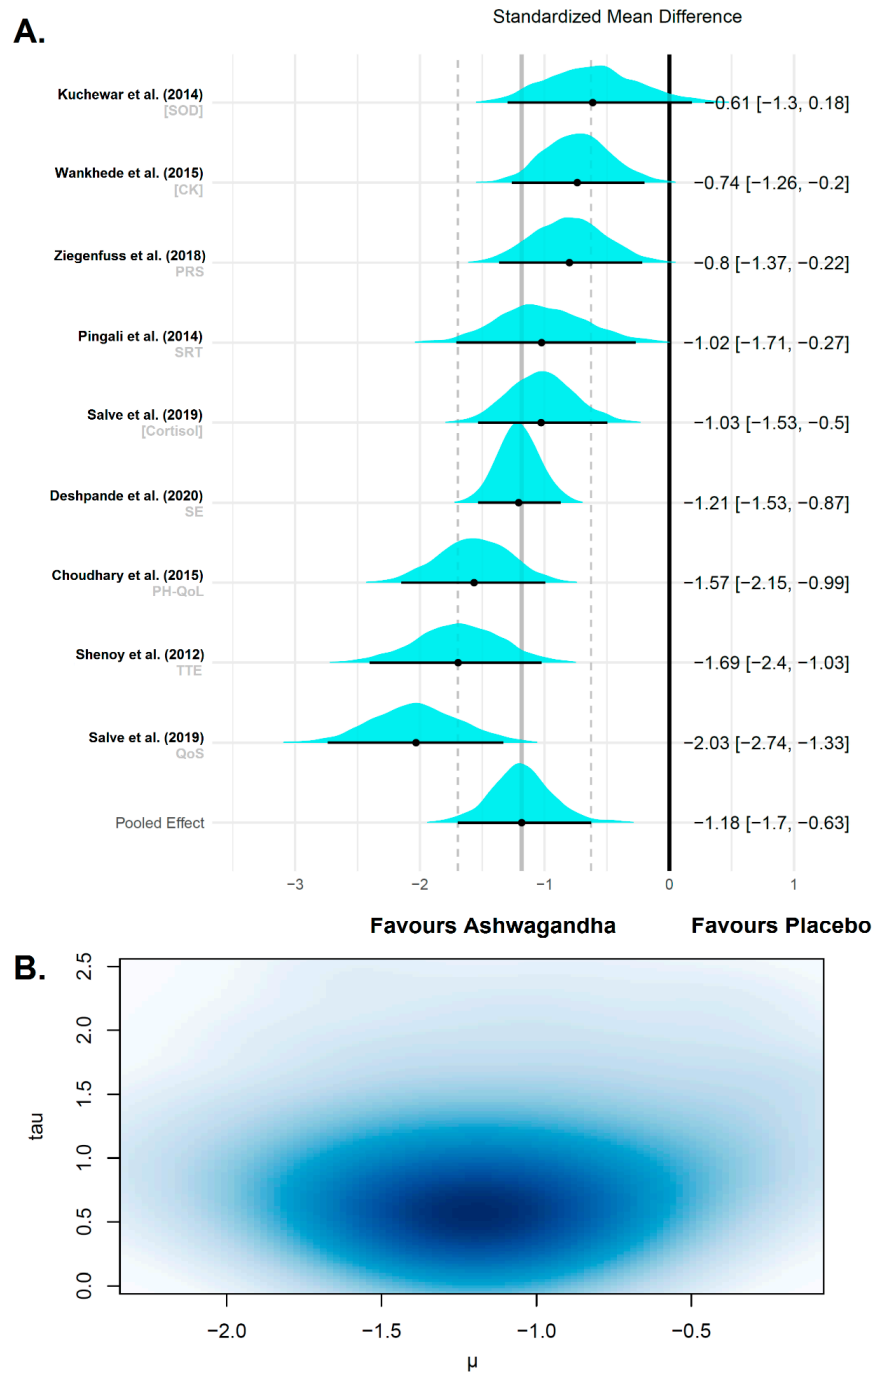 Standardized Mean Difference
A.
Kuchewar et al. (2014)
[SOD]
−0.61 [−1.3, 0.18]
Wankhede et al. (2015)
[CK]
−0.74 [−1.26, −0.2]
Ziegenfuss et al. (2018)
PRS
−0.8 [−1.37, −0.22]
Pingali et al. (2014)
SRT
−1.02 [−1.71, −0.27]
Salve et al. (2019)
[Cortisol]
−1.03 [−1.53, −0.5]
Deshpande et al. (2020)
SE
−1.21 [−1.53, −0.87]
Choudhary et al. (2015)
PH-QoL
−1.57 [−2.15, −0.99]
Shenoy et al. (2012)
TTE
−1.69 [−2.4, −1.03]
Salve et al. (2019)
QoS
−2.03 [−2.74, −1.33]
Pooled Effect
−1.18 [−1.7, −0.63]
−3 −2 −1 0 1
Favours Ashwagandha Favours Placebo
B.
2.5
2.0
1.5
1.0
0.5
0.0
tau
−2.0 −1.5 −1.0 −0.5
μ